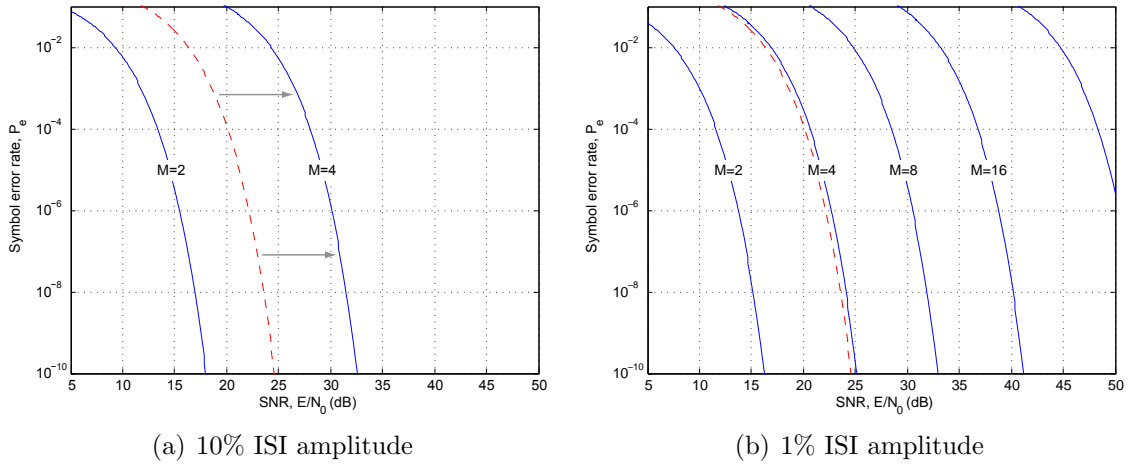 Symbol error rate, P_e
10^-2
10^-4
10^-6
10^-8
10^-10
M=2
M=4
5 10 15 20 25 30 35 40 45 50
SNR, E/N_0 (dB)
(a) 10% ISI amplitude
Symbol error rate, P_e
10^-2
10^-4
10^-6
10^-8
10^-10
M=2
M=4
M=8
M=16
5 10 15 20 25 30 35 40 45 50
SNR, E/N_0 (dB)
(b) 1% ISI amplitude